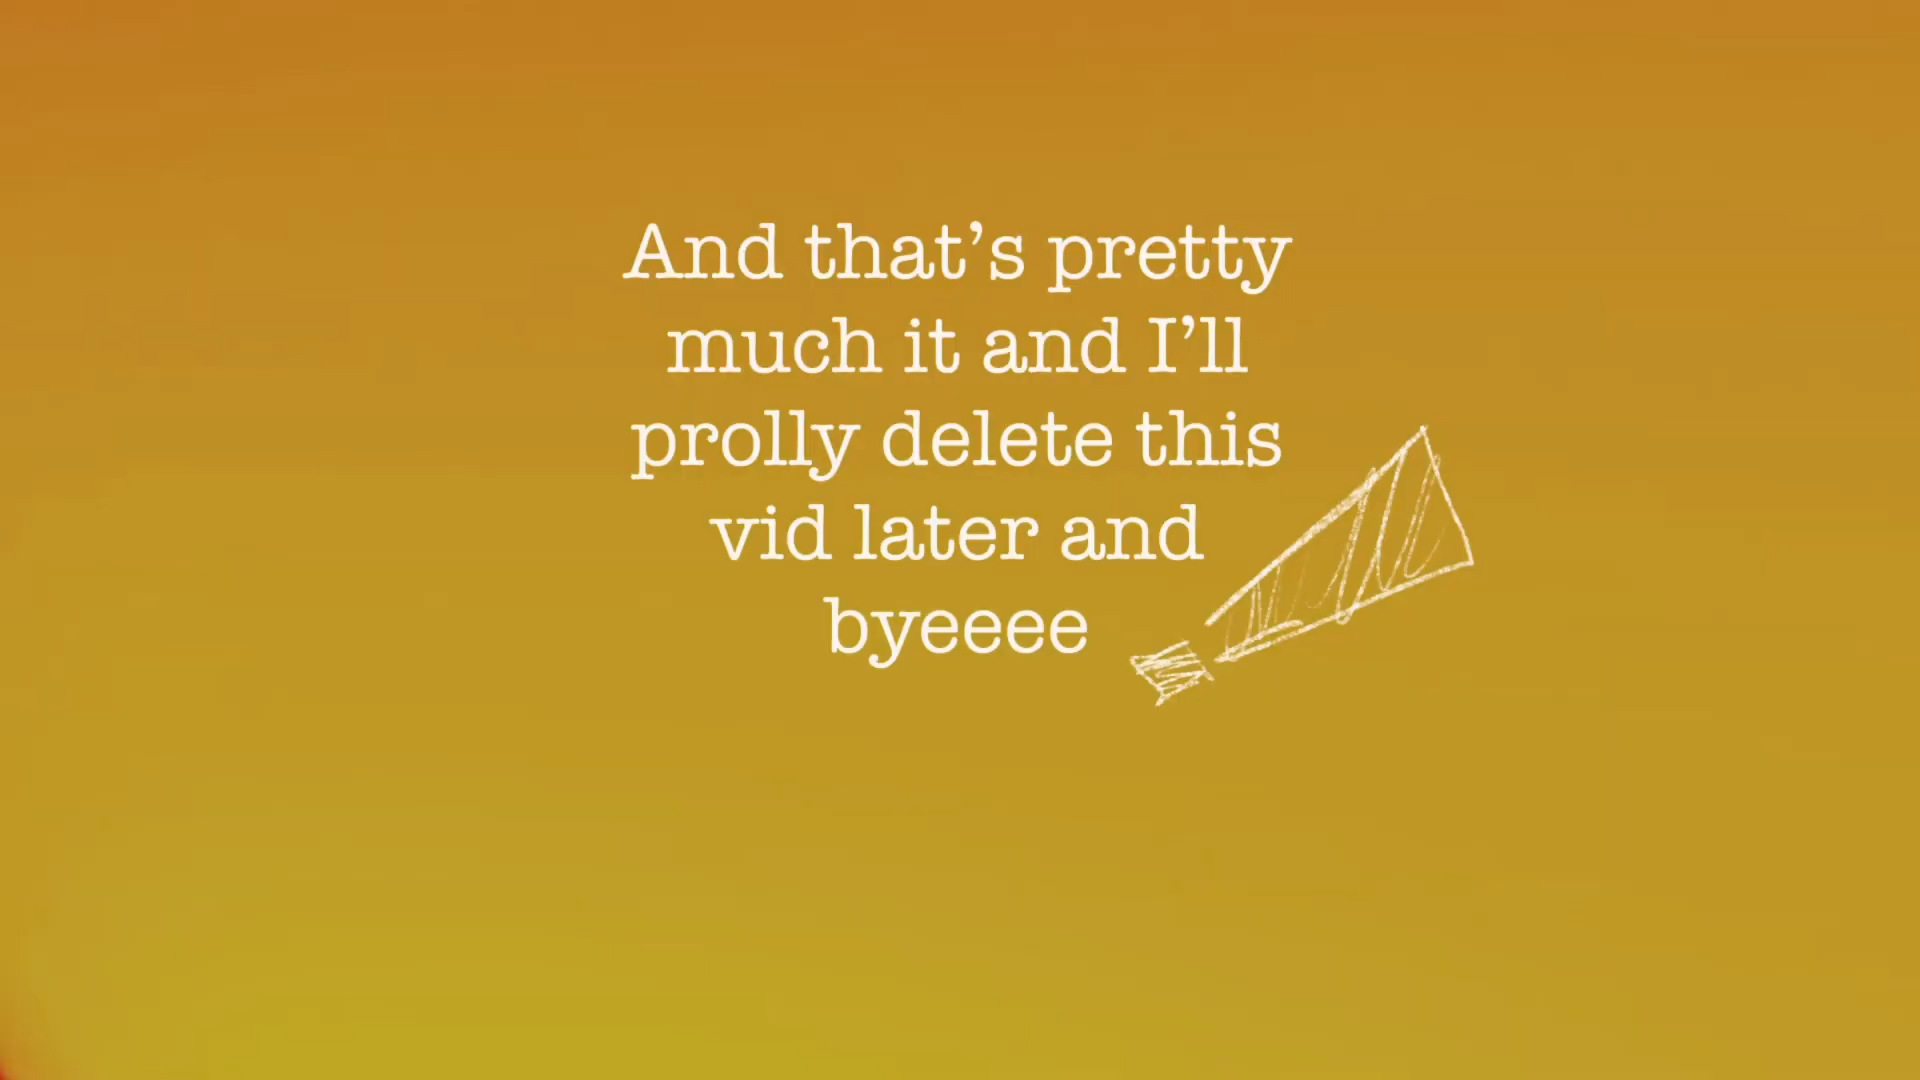 And that’s pretty
much it and I’ll
prolly delete this
vid later and
byeeee